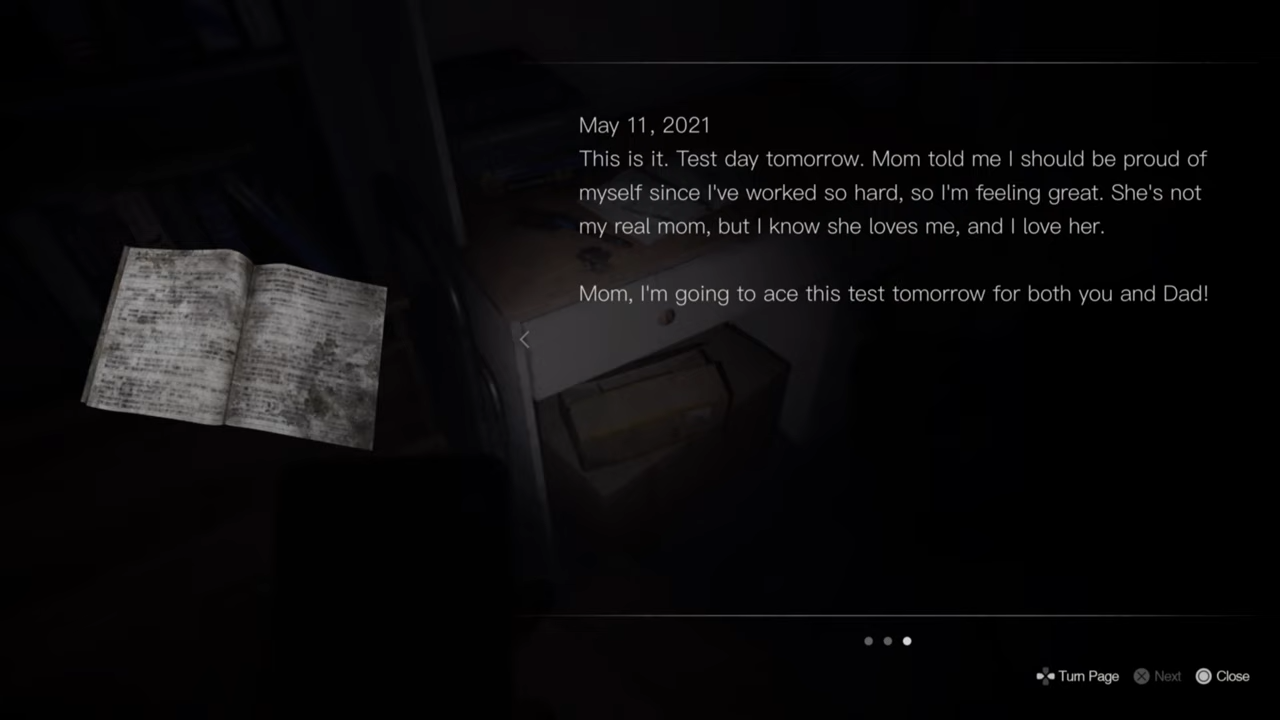 May 11, 2021
This is it. Test day tomorrow. Mom told me I should be proud of
myself since I've worked so hard, so I'm feeling great. She's not
my real mom, but I know she loves me, and I love her.
Mom, I'm going to ace this test tomorrow for both you and Dad!
Turn Page Next Close